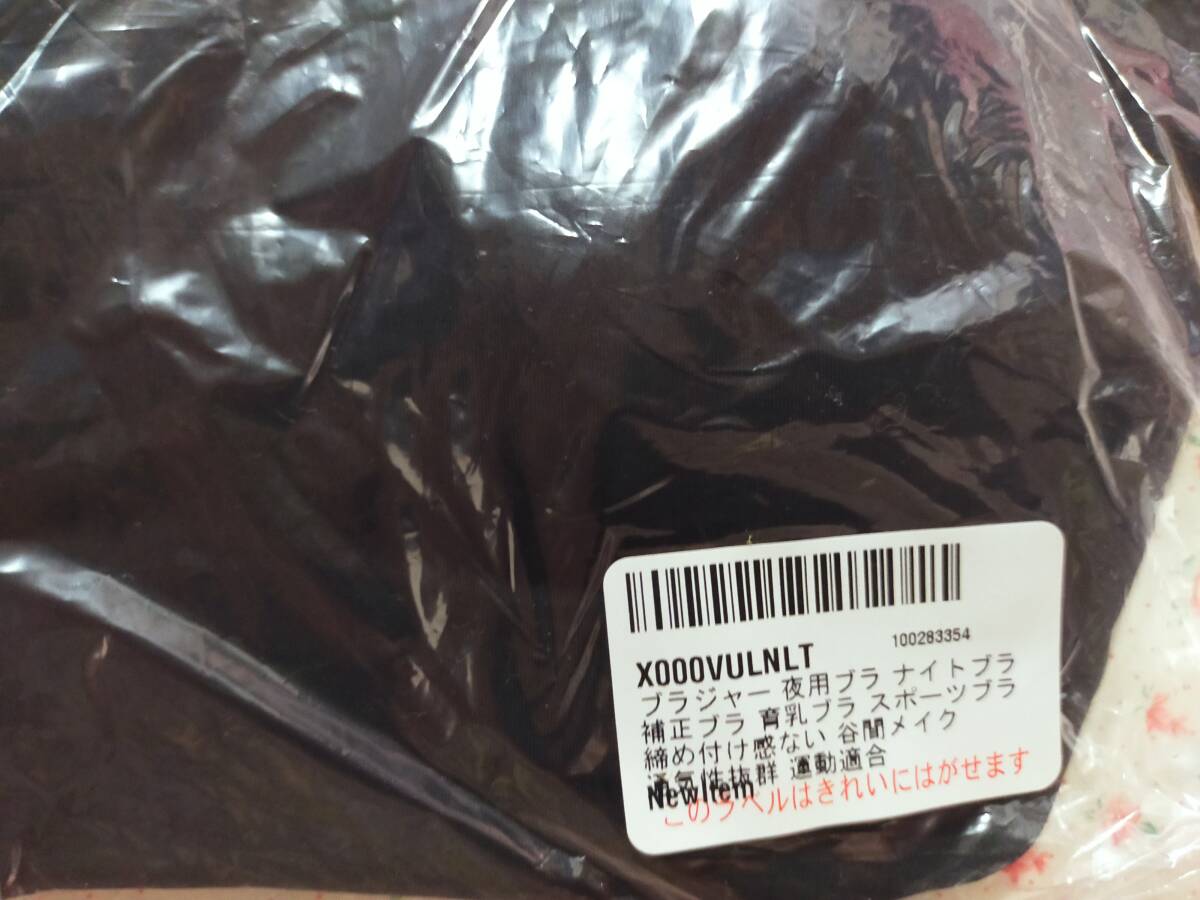 100283354
X000VULNLT
ブラジャー 夜用ブラ ナイトブラ
補正ブラ 育乳ブラ スポーツブラ
締め付け感ない 谷間メイク
通気性抜群 運動適合
NewItem
このラベルはきれいにはがせます